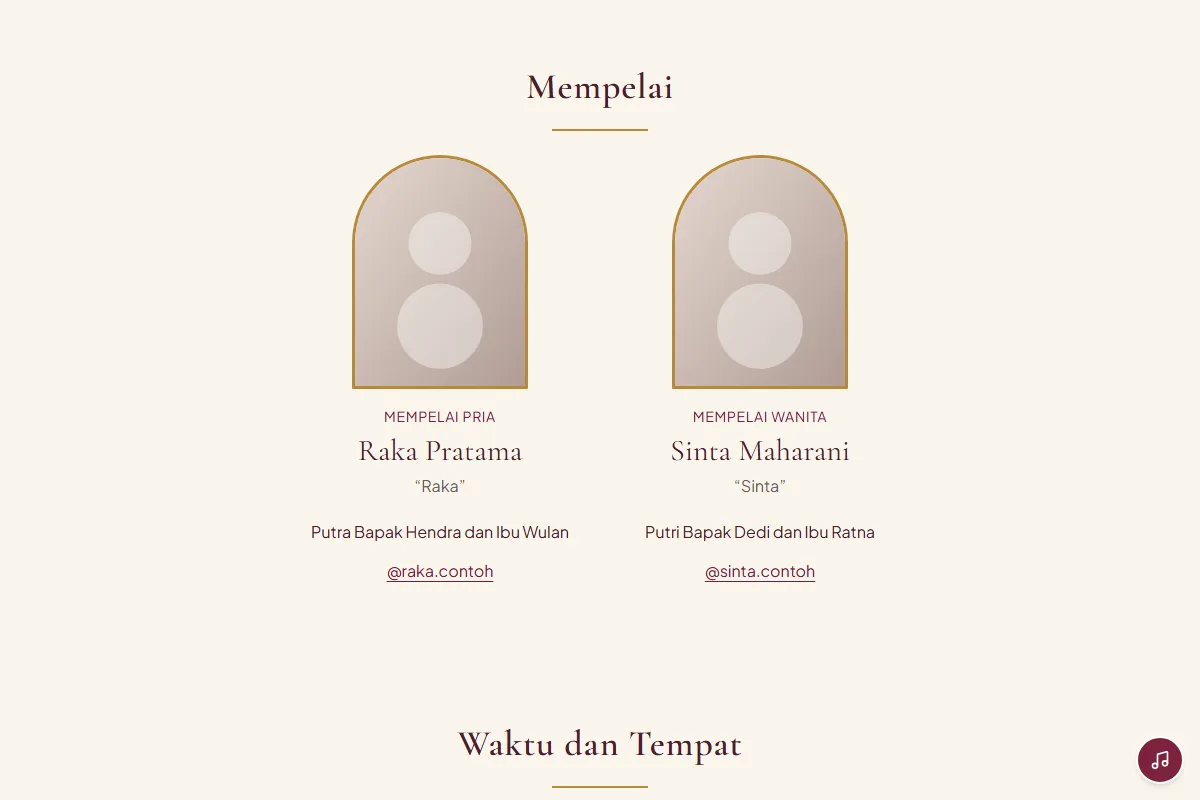 Mempelai
MEMPELAI PRIA
Raka Pratama
“Raka”
Putra Bapak Hendra dan Ibu Wulan
@raka.contoh
MEMPELAI WANITA
Sinta Maharani
“Sinta”
Putri Bapak Dedi dan Ibu Ratna
@sinta.contoh
Waktu dan Tempat